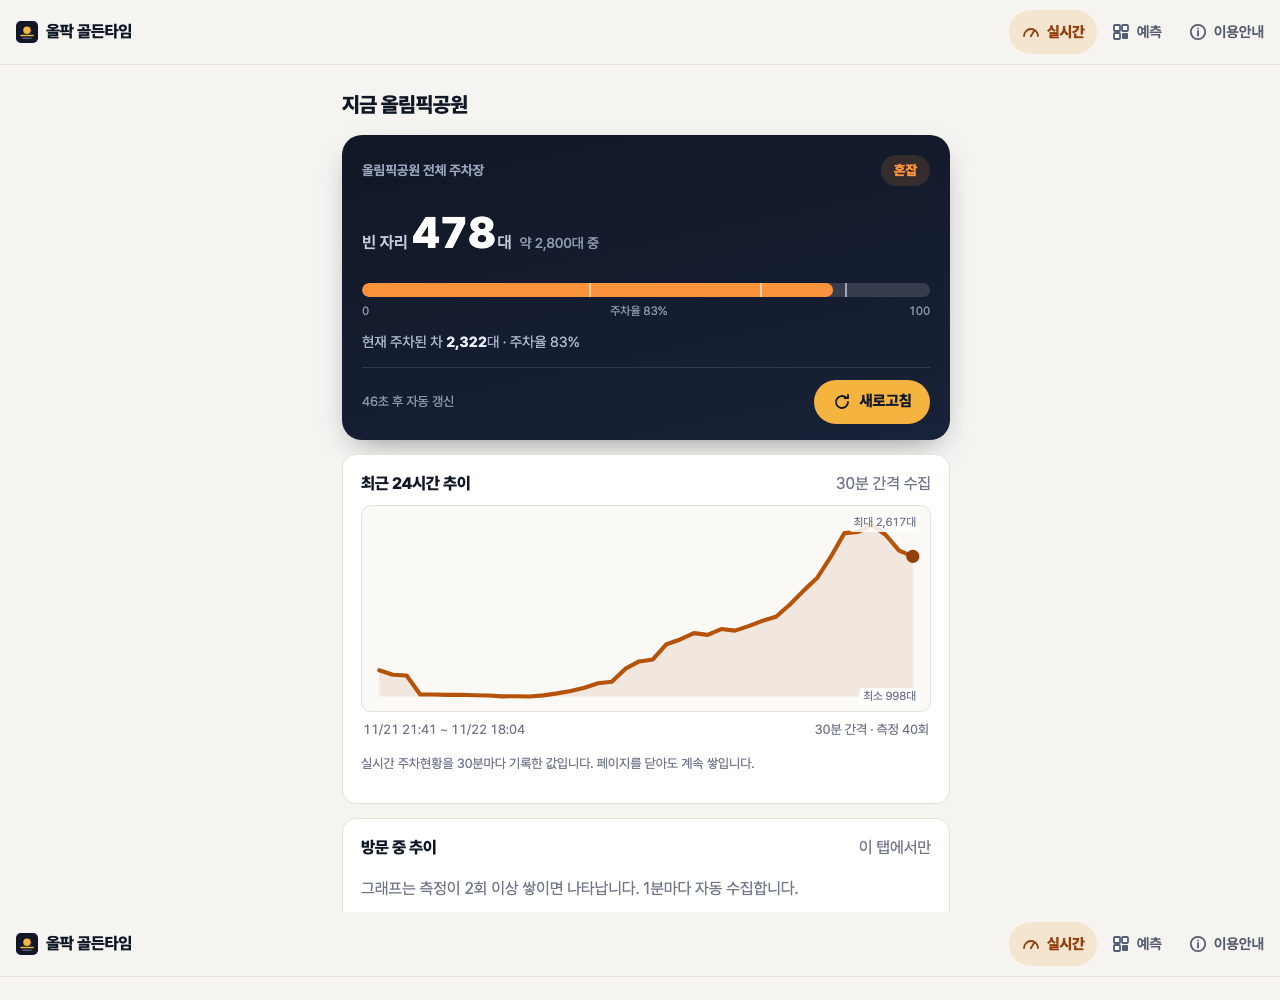 올팍 골든타임
실시간 예측 이용안내
지금 올림픽공원
올림픽공원 전체 주차장 혼잡
빈 자리 478대 약 2,800대 중
0 주차율 83% 100
현재 주차된 차 2,322대 · 주차율 83%
46초 후 자동 갱신 새로고침
최근 24시간 추이 30분 간격 수집
최대 2,617대
최소 998대
11/21 21:41 ~ 11/22 18:04 30분 간격 · 측정 40회
실시간 주차현황을 30분마다 기록한 값입니다. 페이지를 닫아도 계속 쌓입니다.
방문 중 추이 이 탭에서만
그래프는 측정이 2회 이상 쌓이면 나타납니다. 1분마다 자동 수집합니다.
올팍 골든타임
실시간 예측 이용안내